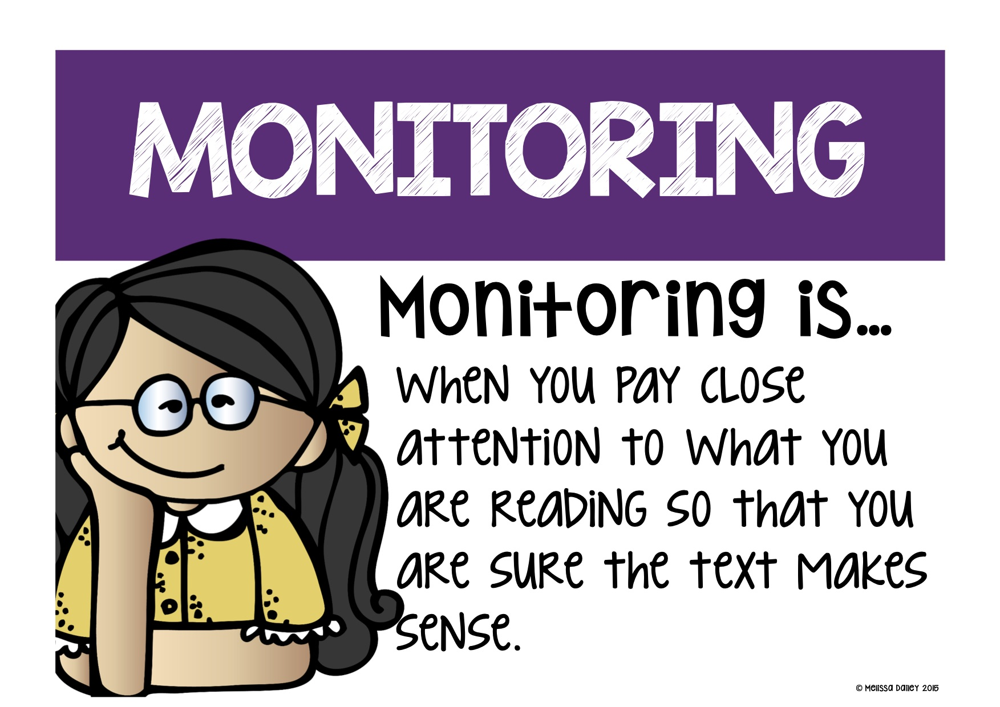 MONITORING
Monitoring is...
When you pay close
attention to what you
are reading so that you
are sure the text makes
sense.
© Melissa Dailey 2015